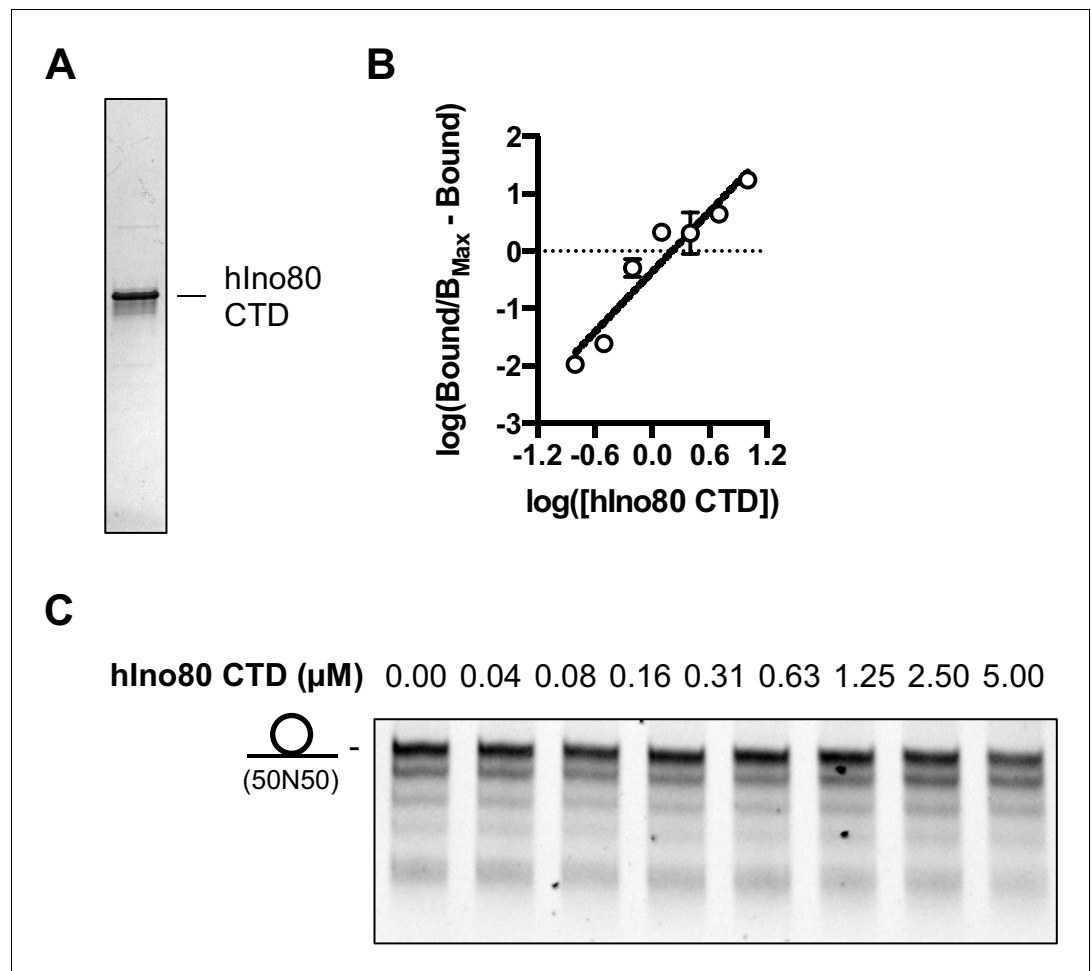 A
hIno80
CTD
B
log(Bound/BMax - Bound)
2
1
0
-1
-2
-3
-1.2 -0.6 0.0 0.6 1.2
log([hIno80 CTD])
C
hIno80 CTD (µM) 0.00 0.04 0.08 0.16 0.31 0.63 1.25 2.50 5.00
-
(50N50)